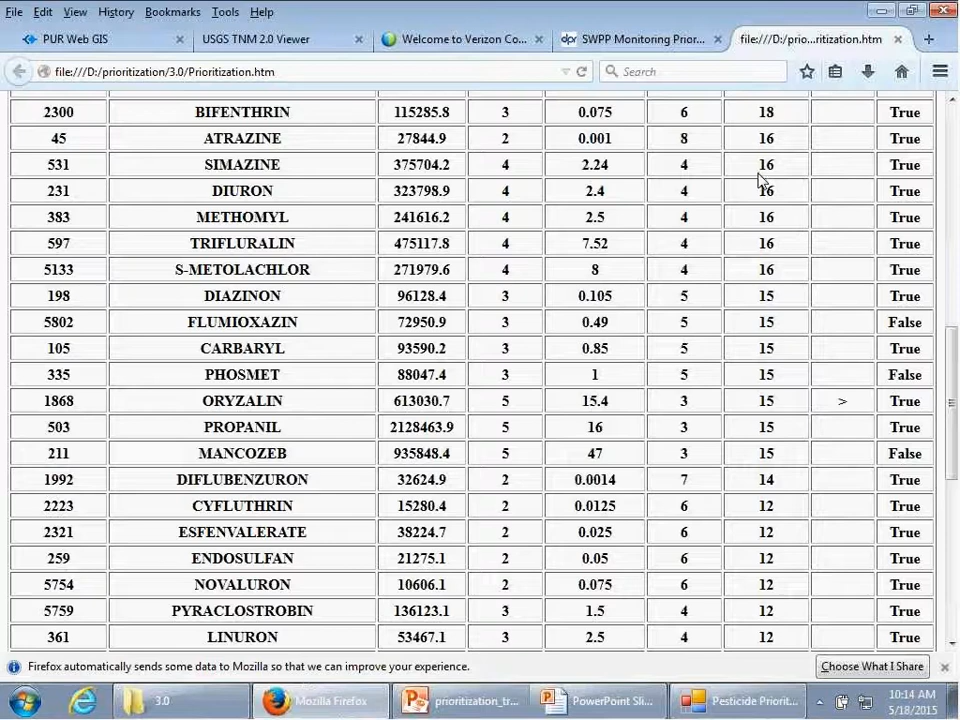 File Edit View History Bookmarks Tools Help
PUR Web GIS × USGS TNM 2.0 Viewer × Welcome to Verizon Co... × dpr SWPP Monitoring Prior... × file:///D:/prio...ritization.htm × +
file:///D:/prioritization/3.0/Prioritization.htm Search
2300 BIFENTHRIN 115285.8 3 0.075 6 18 True
45 ATRAZINE 27844.9 2 0.001 8 16 True
531 SIMAZINE 375704.2 4 2.24 4 16 True
231 DIURON 323798.9 4 2.4 4 16 True
383 METHOMYL 241616.2 4 2.5 4 16 True
597 TRIFLURALIN 475117.8 4 7.52 4 16 True
5133 S-METOLACHLOR 271979.6 4 8 4 16 True
198 DIAZINON 96128.4 3 0.105 5 15 True
5802 FLUMIOXAZIN 72950.9 3 0.49 5 15 False
105 CARBARYL 93590.2 3 0.85 5 15 True
335 PHOSMET 88047.4 3 1 5 15 False
1868 ORYZALIN 613030.7 5 15.4 3 15 > True
503 PROPANIL 2128463.9 5 16 3 15 True
211 MANCOZEB 935848.4 5 47 3 15 False
1992 DIFLUBENZURON 32624.9 2 0.0014 7 14 True
2223 CYFLUTHRIN 15280.4 2 0.0125 6 12 True
2321 ESFENVALERATE 38224.7 2 0.025 6 12 True
259 ENDOSULFAN 21275.1 2 0.05 6 12 True
5754 NOVALURON 10606.1 2 0.075 6 12 True
5759 PYRACLOSTROBIN 136123.1 3 1.5 4 12 True
361 LINURON 53467.1 3 2.5 4 12 True
Firefox automatically sends some data to Mozilla so that we can improve your experience. Choose What I Share ×
3.0 Mozilla Firefox prioritization_tr... PowerPoint Sli... Pesticide Priorit... 10:14 AM
5/18/2015